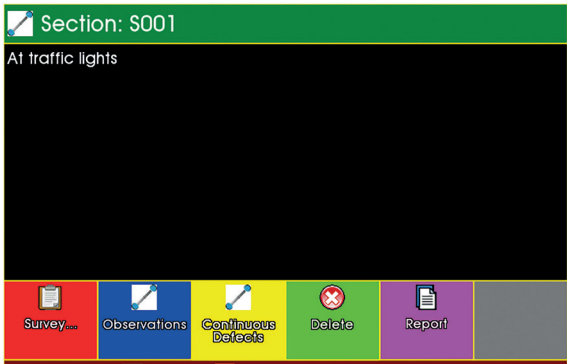 Section: S001
At traffic lights
Survey...
Observations
Continuous
Defects
Delete
Report